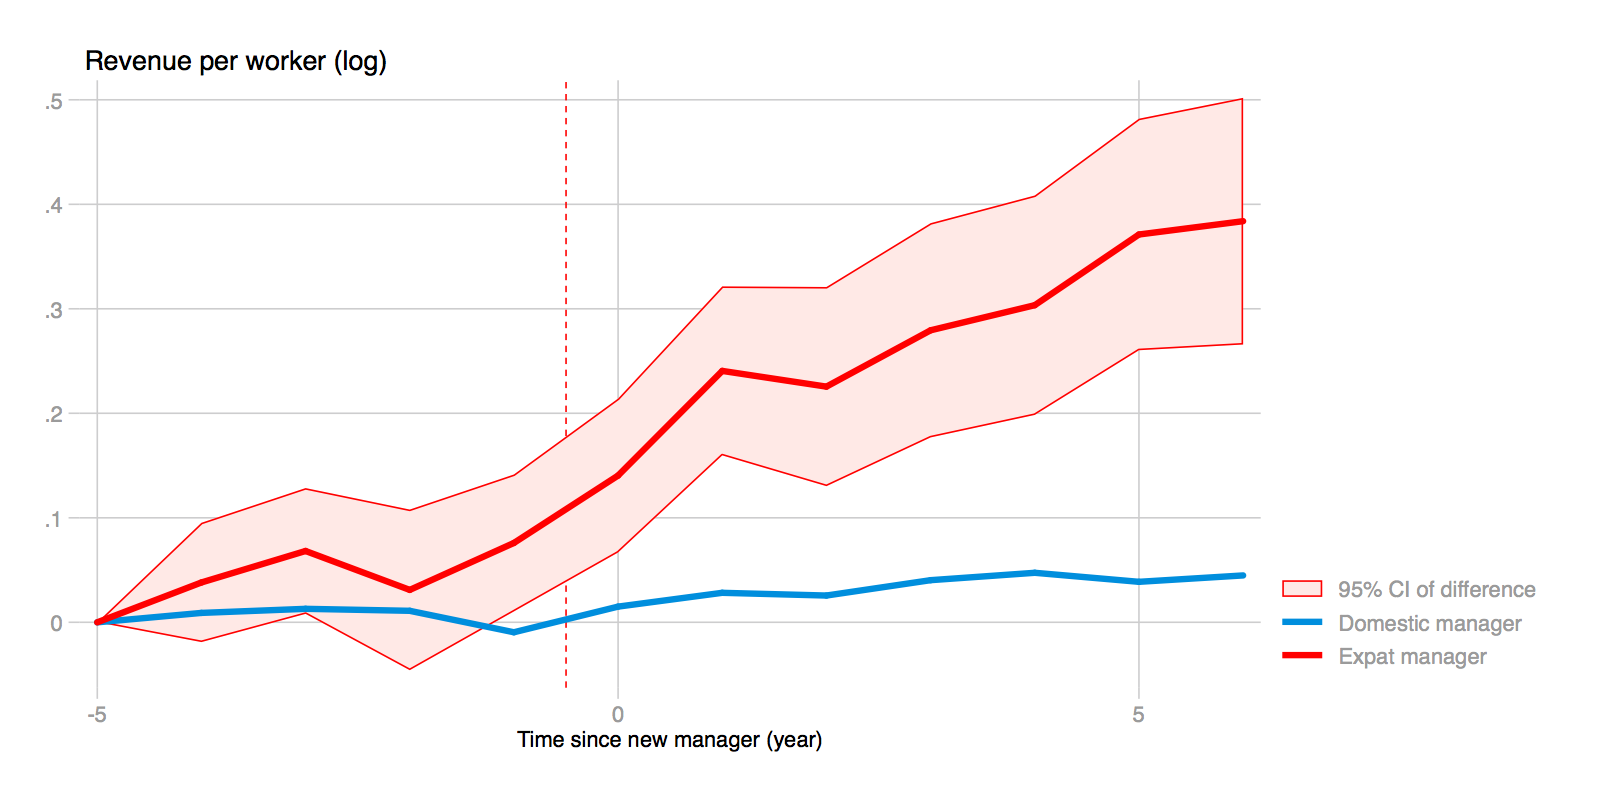 Revenue per worker (log)
.5
.4
.3
.2
.1
0
-5 0 5
Time since new manager (year)
95% CI of difference
Domestic manager
Expat manager